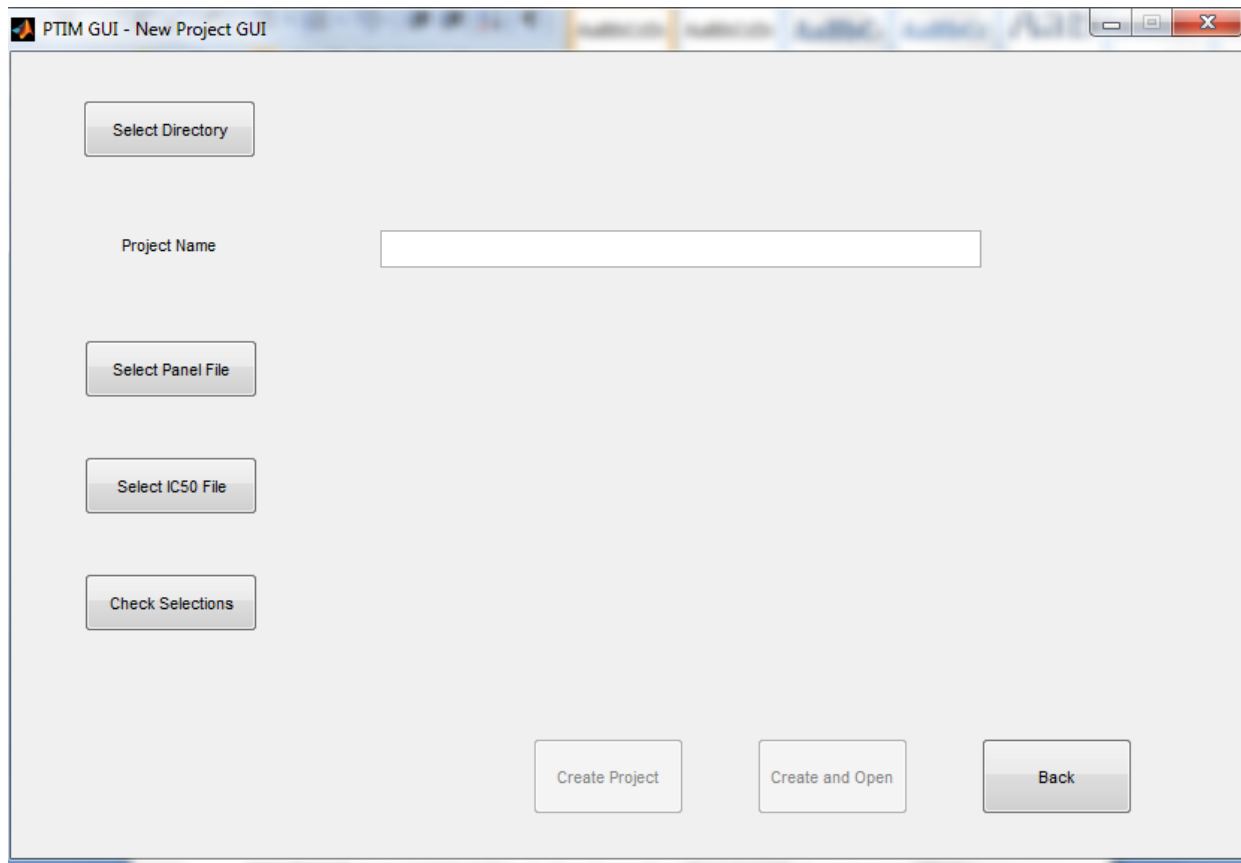 PTIM GUI - New Project GUI
Select Directory
Project Name
Select Panel File
Select IC50 File
Check Selections
Create Project
Create and Open
Back